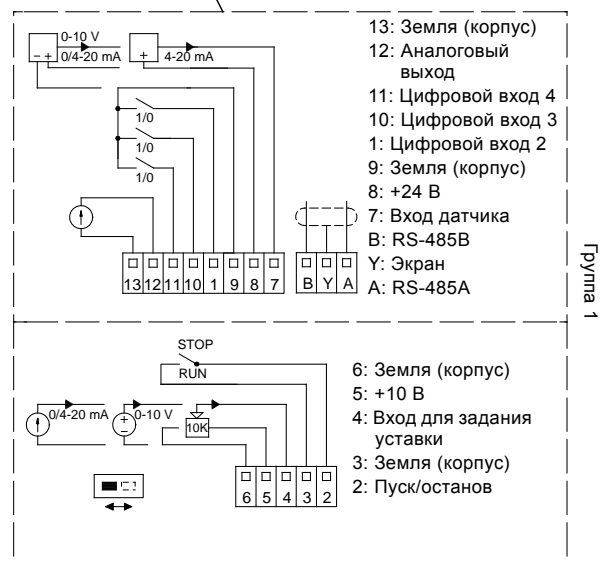 0-10 V
0/4-20 mA
- +
+
4-20 mA
1/0
1/0
1/0
13 12 11 10 1 9 8 7
B Y A
13: Земля (корпус)
12: Аналоговый
выход
11: Цифровой вход 4
10: Цифровой вход 3
1: Цифровой вход 2
9: Земля (корпус)
8: +24 В
7: Вход датчика
B: RS-485B
Y: Экран
A: RS-485A
Группа 1
STOP
RUN
0/4-20 mA
+
-
0-10 V
10K
6 5 4 3 2
6: Земля (корпус)
5: +10 В
4: Вход для задания
уставки
3: Земля (корпус)
2: Пуск/останов